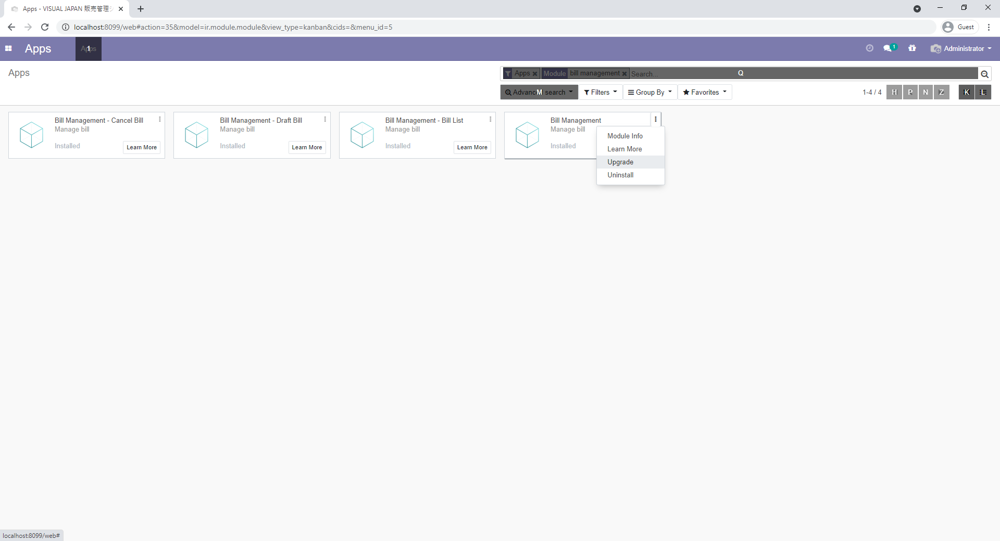 Apps - VISUAL JAPAN 販売管理シ
localhost:8099/web#action=35&model=ir.module.module&view_type=kanban&cids=&menu_id=5
Guest
Apps
Apps
1
1
Administrator
Apps
Apps
Module
bill management
Search...
Q
Advanced search
M
Filters
Group By
Favorites
1-4 / 4
H
P
N
Z
K
L
Bill Management - Cancel Bill
Manage bill
Installed
Learn More
Bill Management - Draft Bill
Manage bill
Installed
Learn More
Bill Management - Bill List
Manage bill
Installed
Learn More
Bill Management
Manage bill
Installed
Module Info
Learn More
Upgrade
Uninstall
localhost:8099/web#